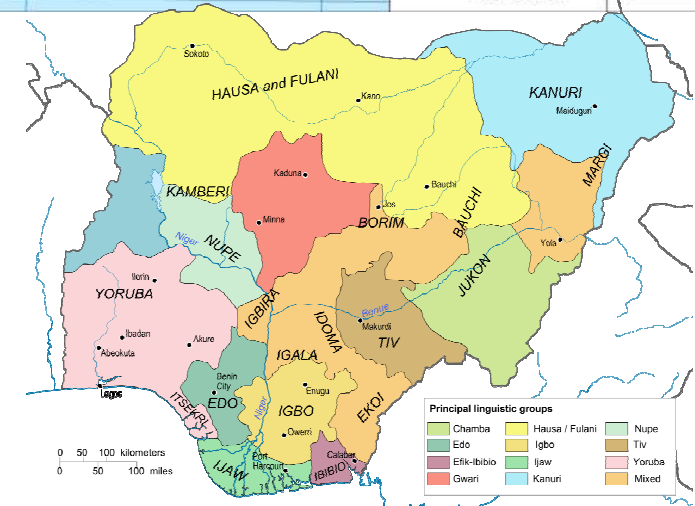 Sokoto
HAUSA and FULANI
KANURI
Kano
Maiduguri
MARGI
Kaduna
KAMBERI
Bauchi
Jos
BORIM
BAUCHI
Minna
Niger
NUPE
Yola
JUKON
Ilorin
YORUBA
IGBIRA
Benue
IDOMA
Makurdi
TIV
Ibadan
Akure
Abeokuta
IGALA
Lagos
Benin
City
Enugu
ITSEKRI
EDO
Niger
IGBO
EKOI
Owerri
Port
Harcourt
Calabar
IJAW
IBIBIO
0 50 100 kilometers
0 50 100 miles
Principal linguistic groups
Chamba
Hausa / Fulani
Nupe
Edo
Igbo
Tiv
Efik-Ibibio
Ijaw
Yoruba
Gwari
Kanuri
Mixed